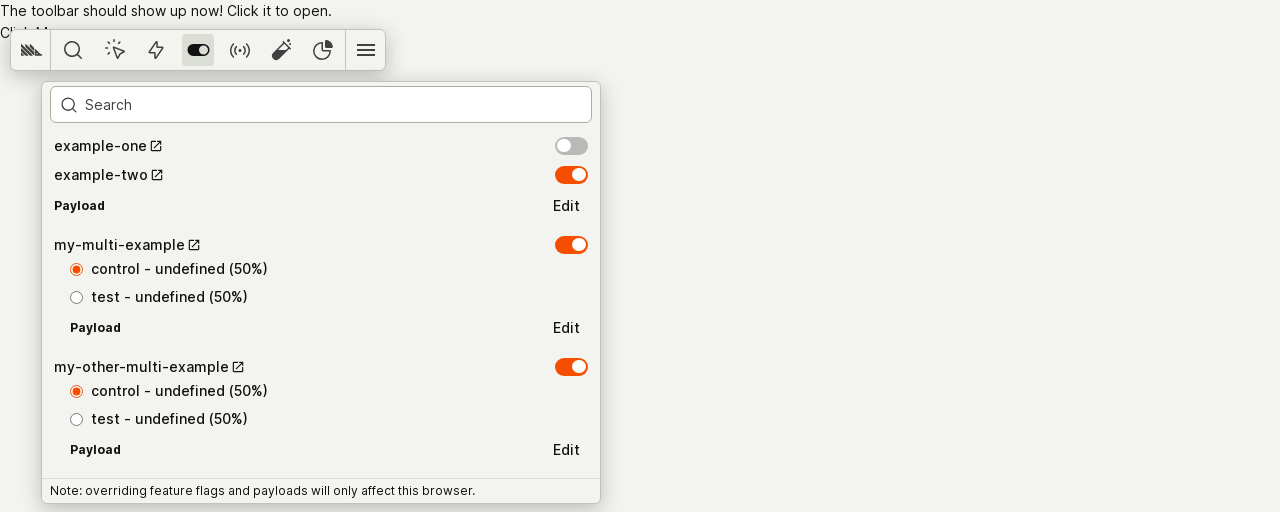 The toolbar should show up now! Click it to open.
Search
example-one
example-two
Payload Edit
my-multi-example
control - undefined (50%)
test - undefined (50%)
Payload Edit
my-other-multi-example
control - undefined (50%)
test - undefined (50%)
Payload Edit
Note: overriding feature flags and payloads will only affect this browser.